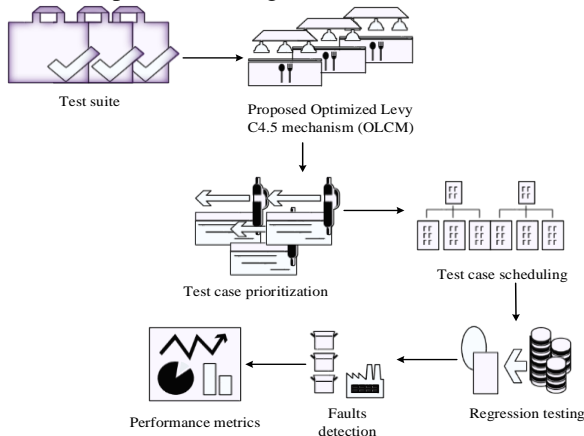 Test suite
Proposed Optimized Levy
C4.5 mechanism (OLCM)
Test case prioritization
Test case scheduling
Performance metrics
Faults
detection
Regression testing